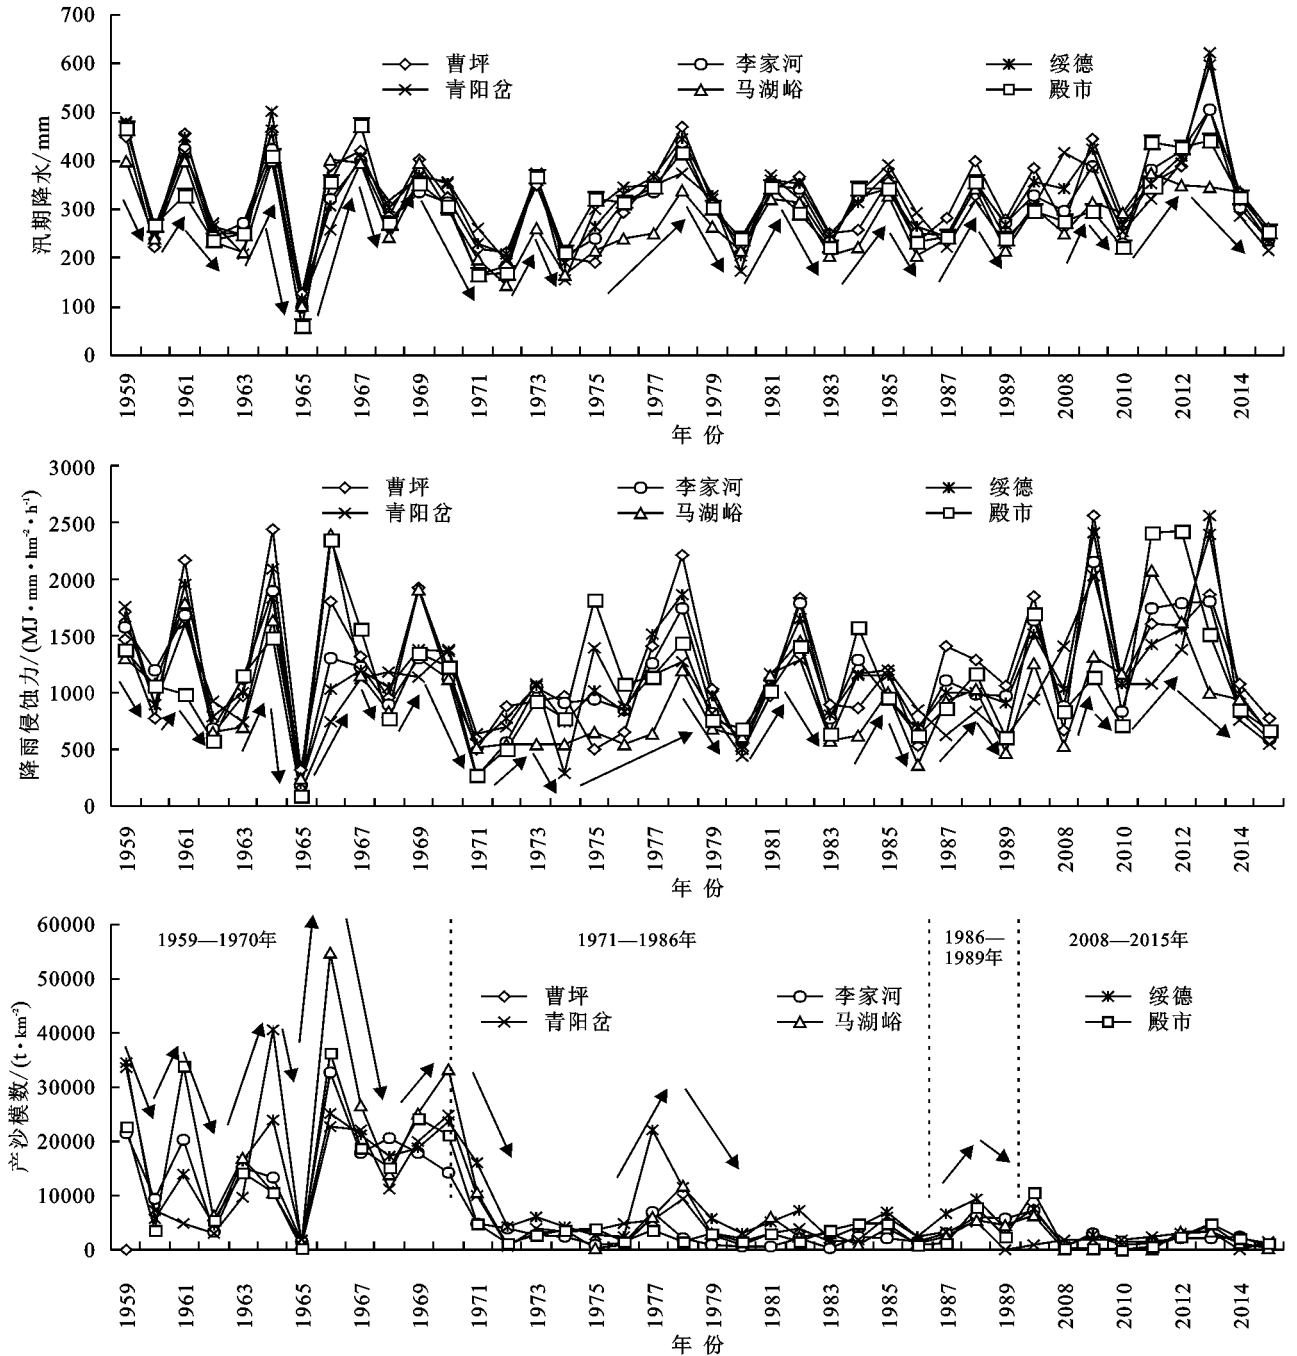 700
600
500
400
300
200
100
0
汛期降水/mm
曹坪 李家河 绥德
青阳岔 马湖峪 殿市
1959 1961 1963 1965 1967 1969 1971 1973 1975 1977 1979 1981 1983 1985 1987 1989 2008 2010 2012 2014
年 份
3000
2500
2000
1500
1000
500
0
降雨侵蚀力/(MJ·mm·hm⁻²·h⁻¹)
曹坪 李家河 绥德
青阳岔 马湖峪 殿市
1959 1961 1963 1965 1967 1969 1971 1973 1975 1977 1979 1981 1983 1985 1987 1989 2008 2010 2012 2014
年 份
60000
50000
40000
30000
20000
10000
0
产沙模数/(t·km⁻²)
1959—1970年 1971—1986年 1986— 2008—2015年
1989年
曹坪 李家河 绥德
青阳岔 马湖峪 殿市
1959 1961 1963 1965 1967 1969 1971 1973 1975 1977 1979 1981 1983 1985 1987 1989 2008 2010 2012 2014
年 份